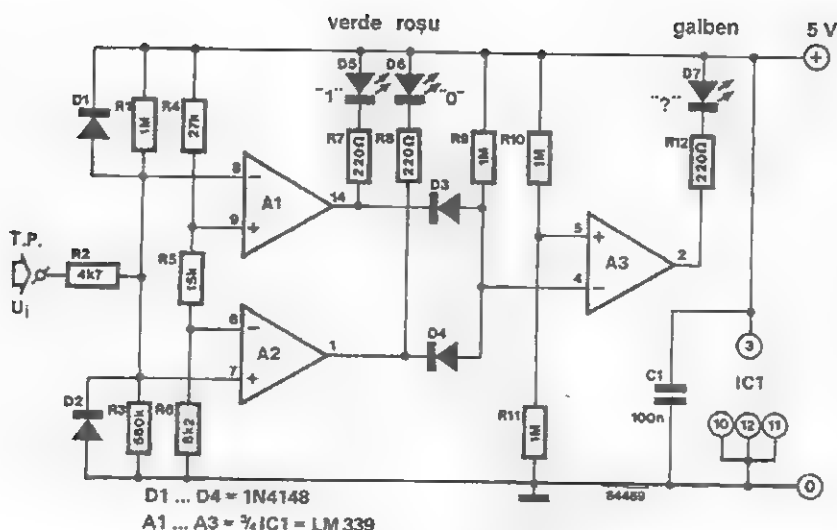 verde roşu
galben
5 V
+
D1
R1
1M
R4
27k
D5
"1"
D6
"0"
R7
220Ω
R8
220Ω
R9
1M
R10
1M
D7
"?"
R12
220Ω
8
A1
9
+
14
D3
T.P.
Ui
R2
4k7
R5
15k
5
+
A3
4
2
6
A2
7
+
1
D4
3
IC1
C1
100n
D2
R3
680k
R6
8k2
R11
1M
10
12
11
84469
0
D1 ... D4 = 1N4148
A1 ... A3 = ¾ IC1 = LM 339